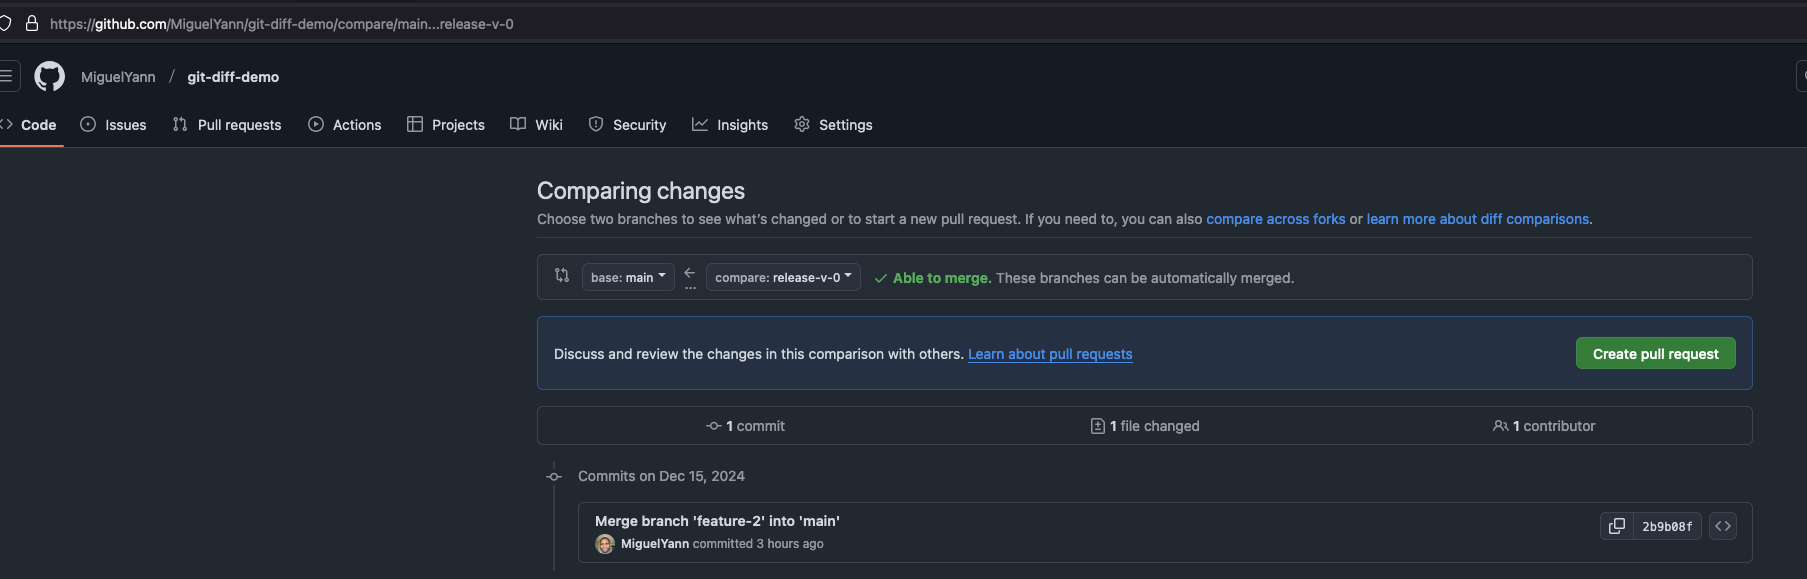 https://github.com/MiguelYann/git-diff-demo/compare/main...release-v-0
MiguelYann / git-diff-demo
Code Issues Pull requests Actions Projects Wiki Security Insights Settings
Comparing changes
Choose two branches to see what's changed or to start a new pull request. If you need to, you can also compare across forks or learn more about diff comparisons.
base: main ... compare: release-v-0 Able to merge. These branches can be automatically merged.
Discuss and review the changes in this comparison with others. Learn about pull requests Create pull request
1 commit 1 file changed 1 contributor
Commits on Dec 15, 2024
Merge branch 'feature-2' into 'main'
2b9b08f
MiguelYann committed 3 hours ago